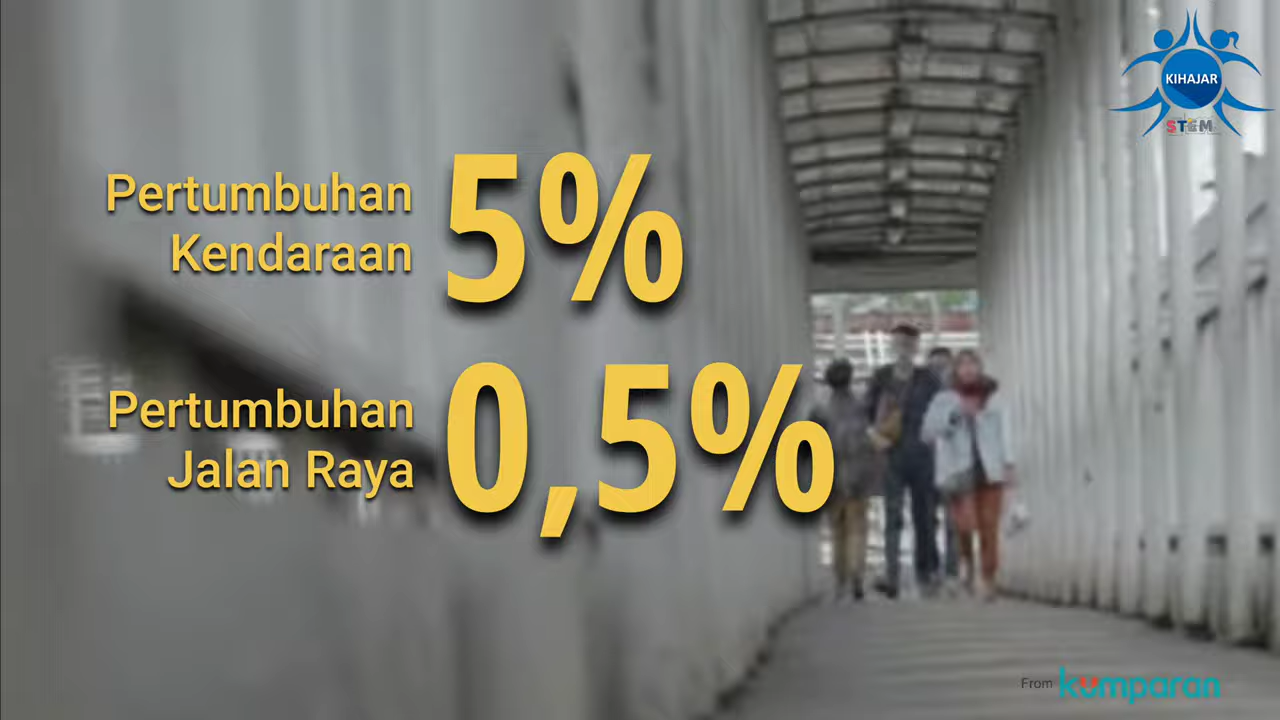 KIHAJAR
STEM
Pertumbuhan
Kendaraan
5%
Pertumbuhan
Jalan Raya
0,5%
From kumparan